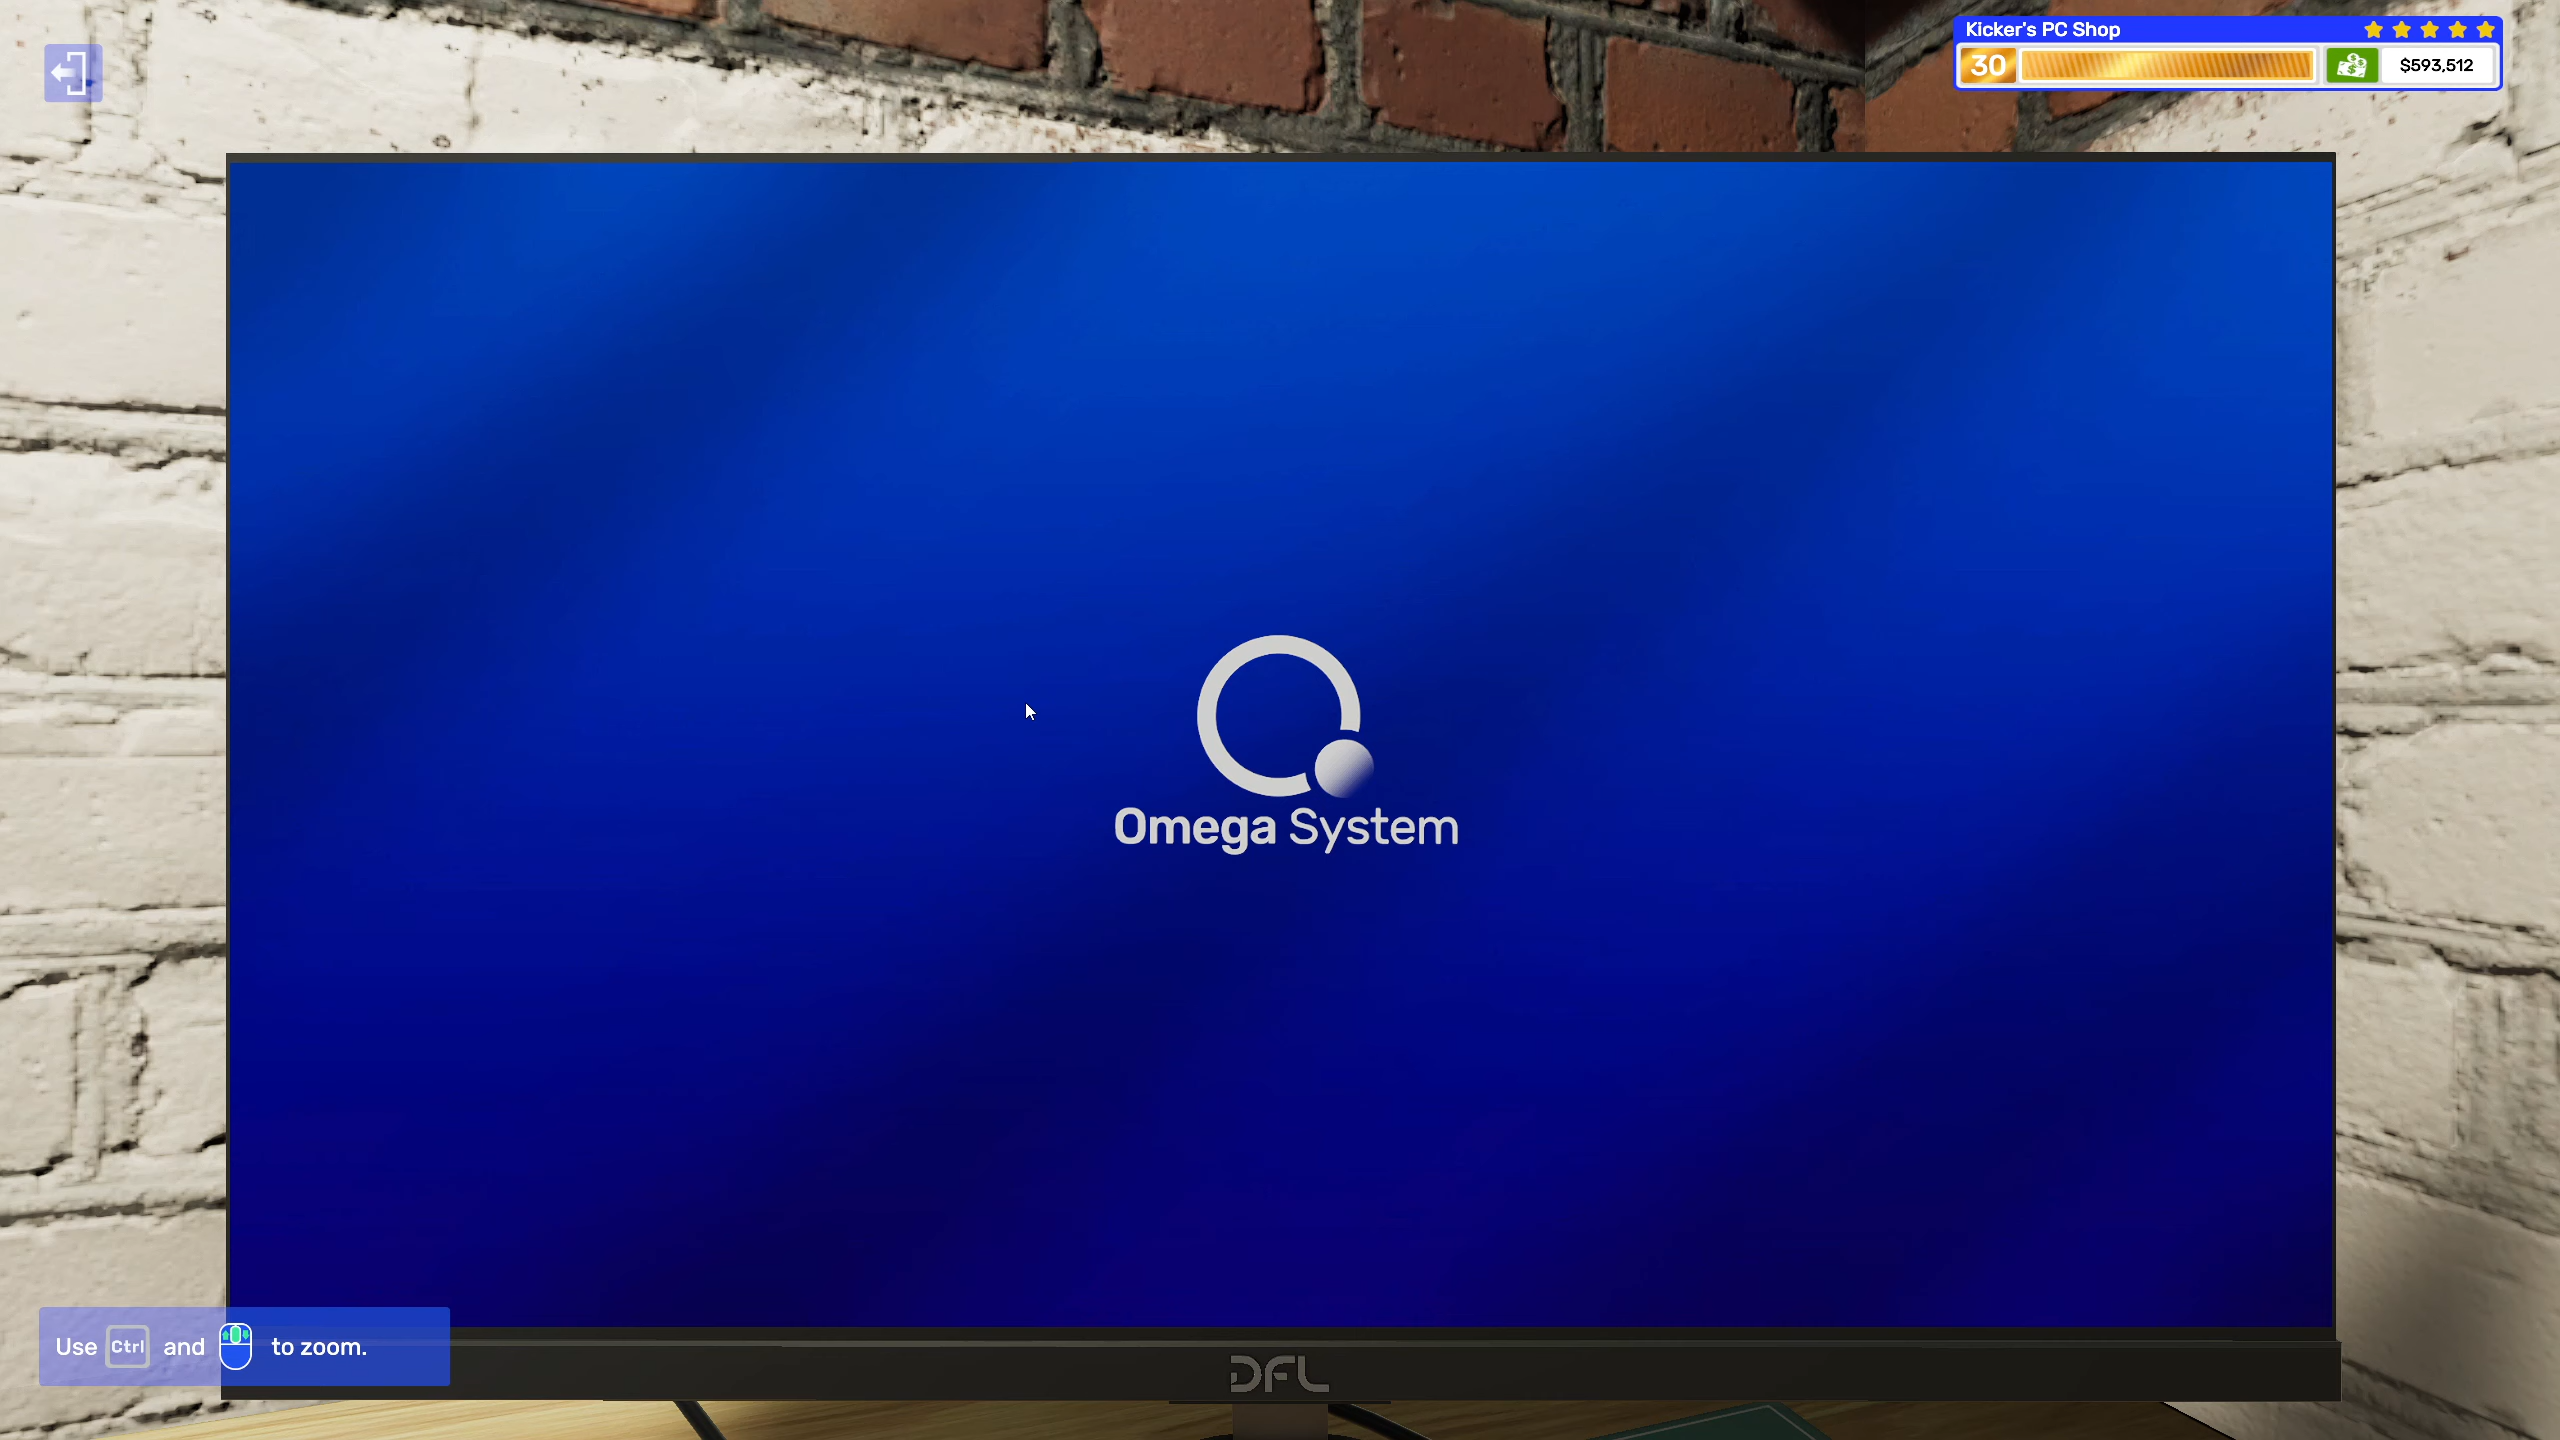 Kicker's PC Shop
30
$593,512
Omega System
Use Ctrl and to zoom.
DFL